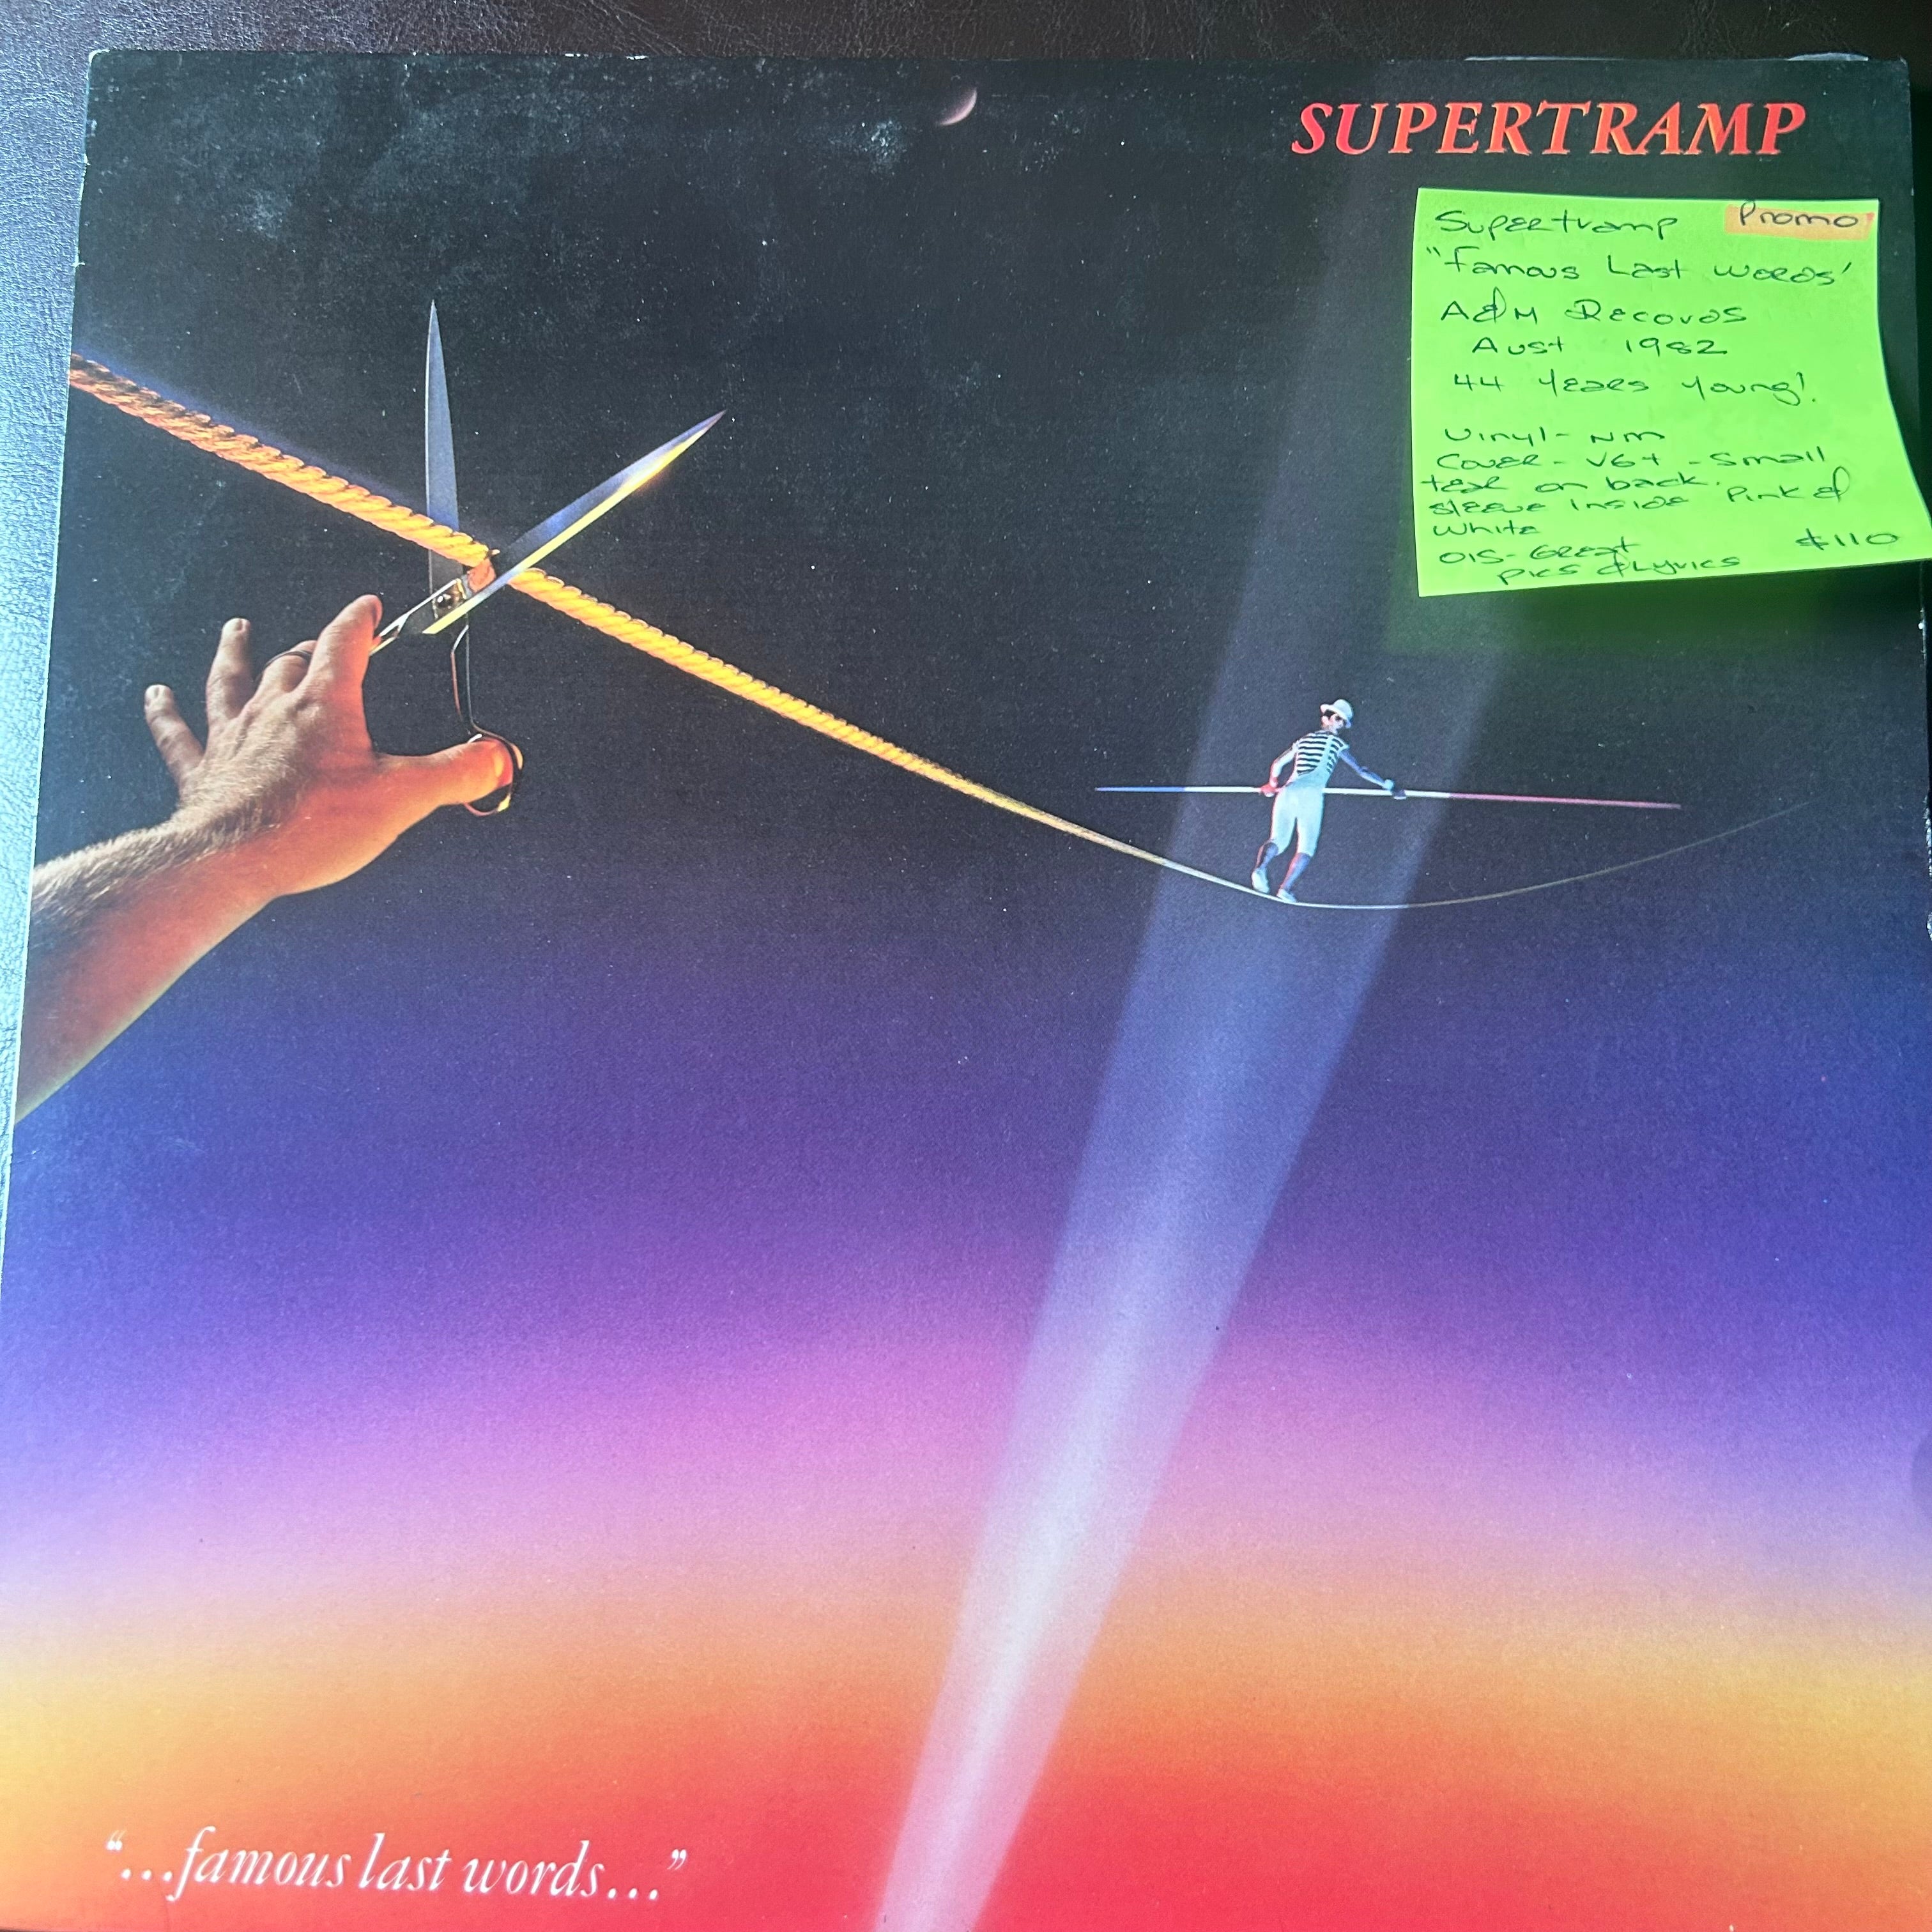 SUPERTRAMP
Supertramp Promo
"Famous Last Words'
A&M Records
Aust 1982
44 years young!
Vinyl - NM
Cover - VG+ - Small
tear on back.
sleeve inside Pink &
white
OIS - Great $110
pics & Lyrics
“...famous last words...”